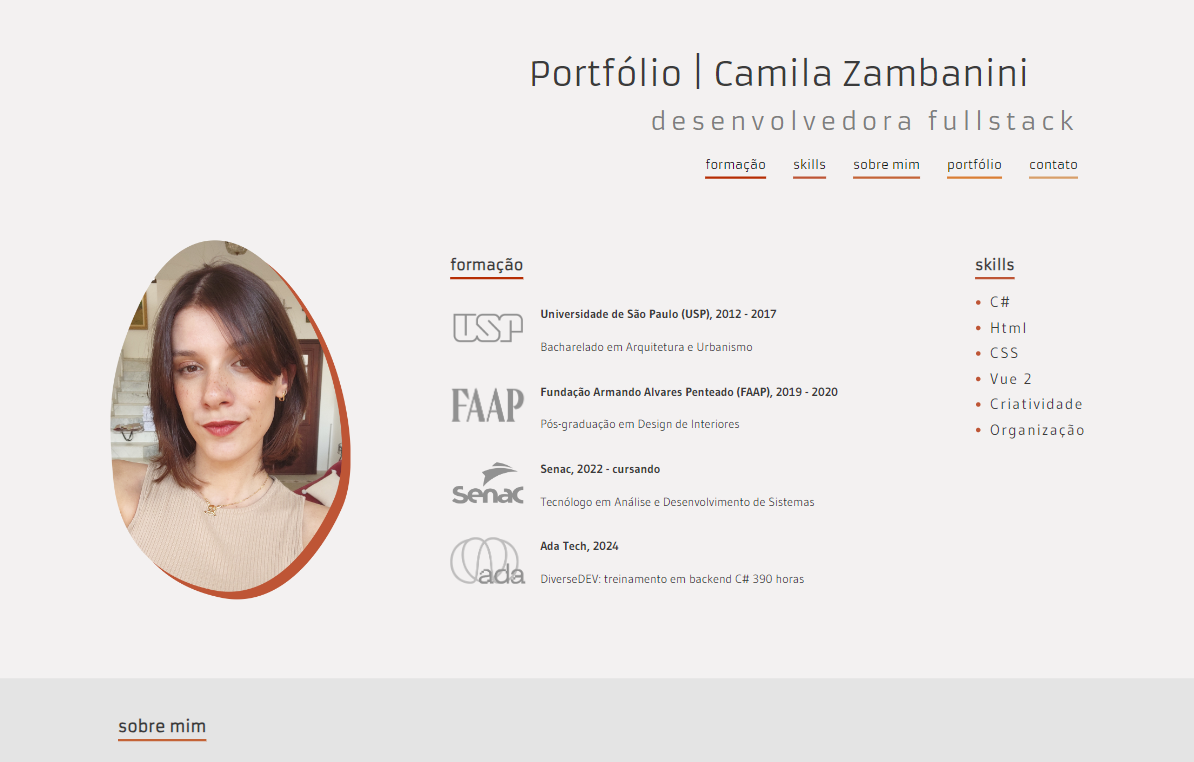 Portfólio | Camila Zambanini
desenvolvedora fullstack
formação skills sobre mim portfólio contato
formação
USP
Universidade de São Paulo (USP), 2012 - 2017
Bacharelado em Arquitetura e Urbanismo
FAAP
Fundação Armando Alvares Penteado (FAAP), 2019 - 2020
Pós-graduação em Design de Interiores
senac
Senac, 2022 - cursando
Tecnólogo em Análise e Desenvolvimento de Sistemas
ada
Ada Tech, 2024
DiverseDEV: treinamento em backend C# 390 horas
skills
• C#
• Html
• CSS
• Vue 2
• Criatividade
• Organização
sobre mim